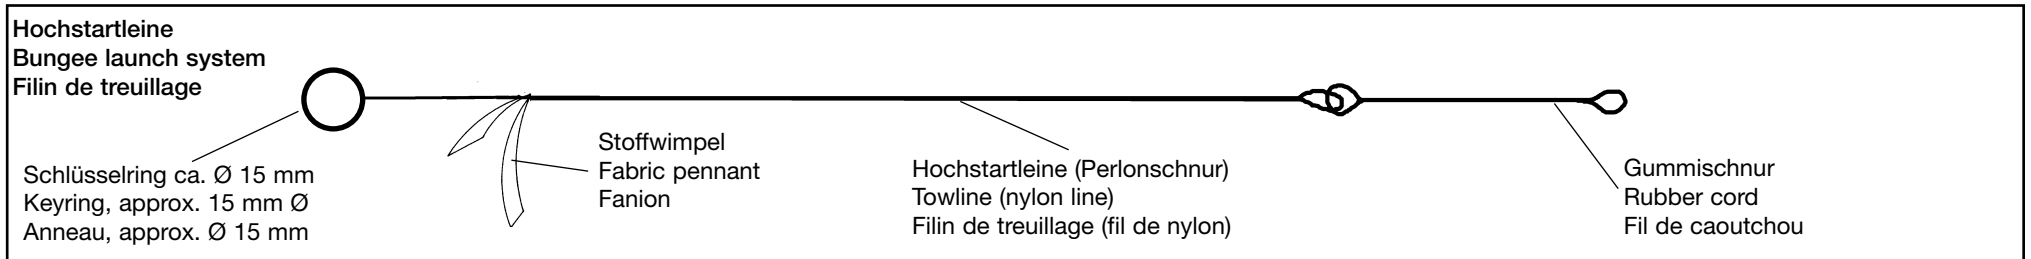 Hochstartleine
Bungee launch system
Filin de treuillage
Schlüsselring ca. Ø 15 mm
Keyring, approx. 15 mm Ø
Anneau, approx. Ø 15 mm
Stoffwimpel
Fabric pennant
Fanion
Hochstartleine (Perlonschnur)
Towline (nylon line)
Filin de treuillage (fil de nylon)
Gummischnur
Rubber cord
Fil de caoutchou